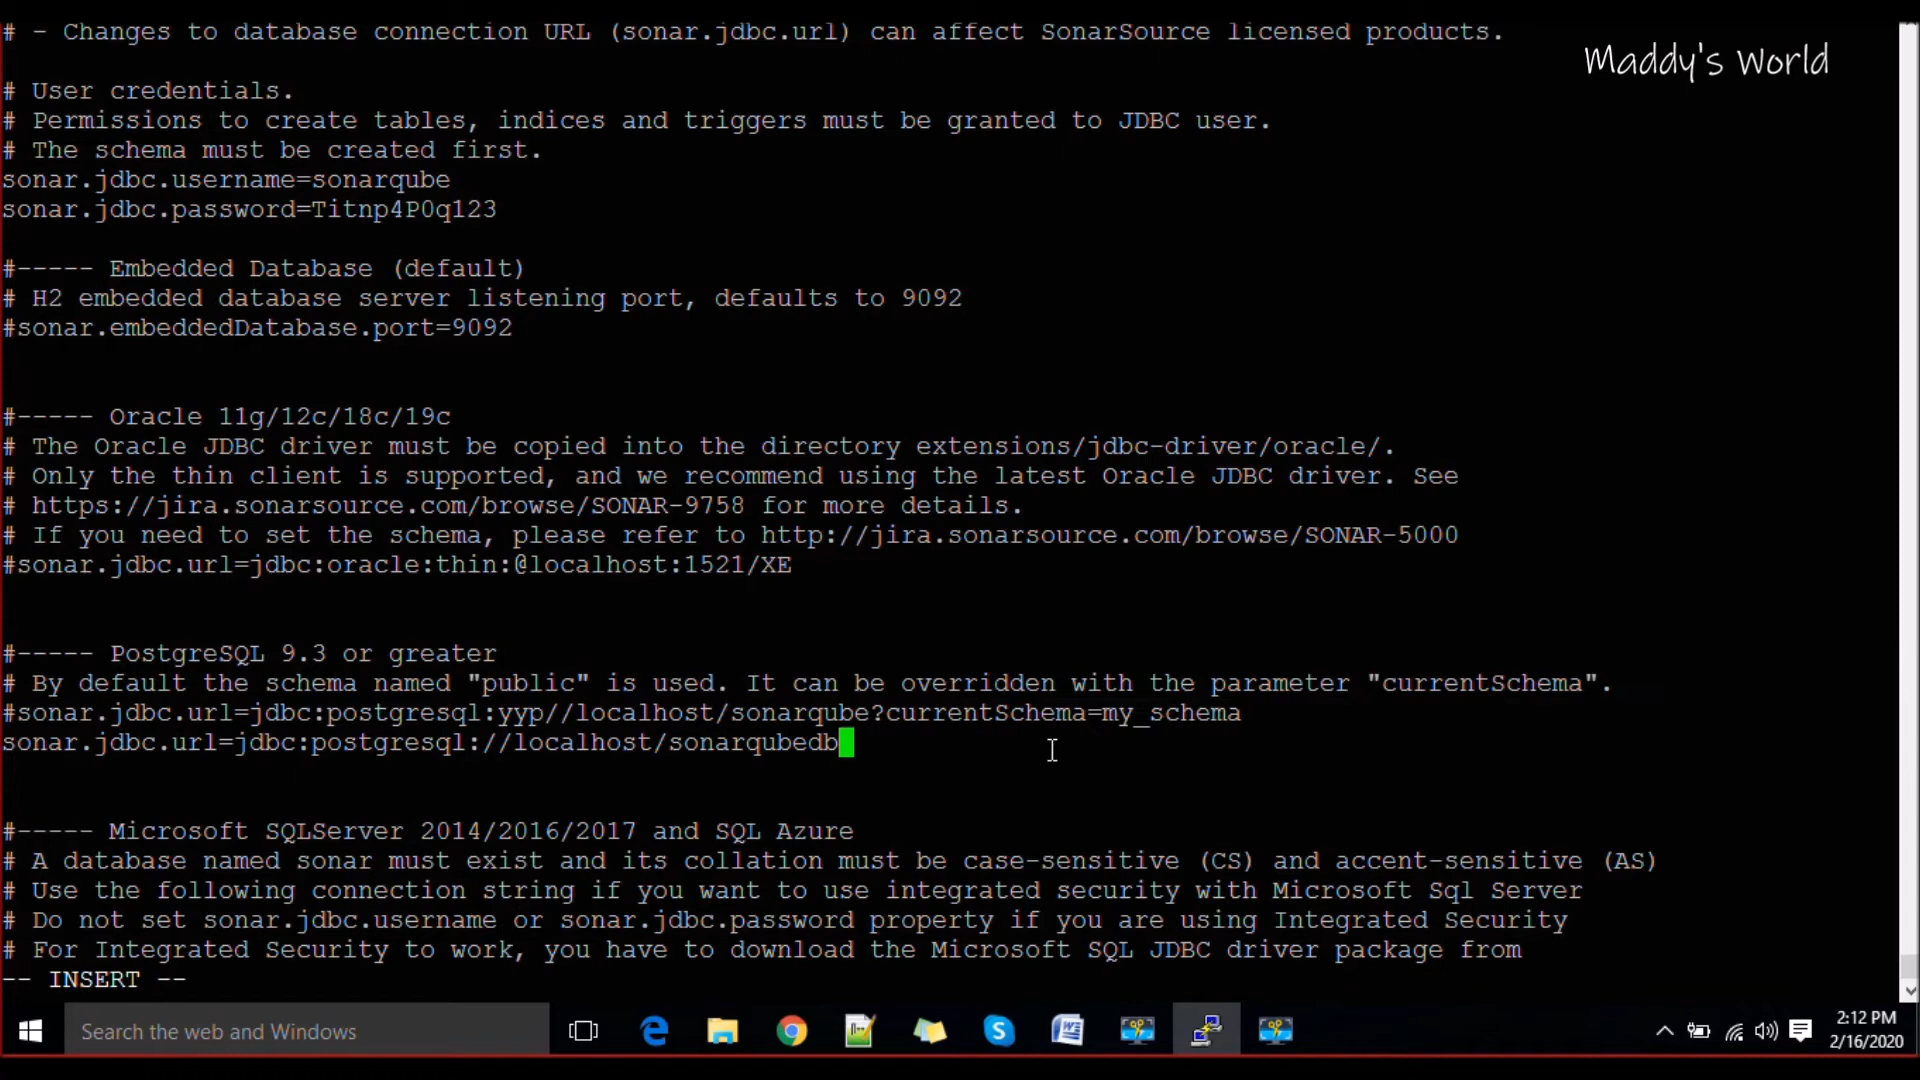 # - Changes to database connection URL (sonar.jdbc.url) can affect SonarSource licensed products.
Maddy's World
# User credentials.
# Permissions to create tables, indices and triggers must be granted to JDBC user.
# The schema must be created first.
sonar.jdbc.username=sonarqube
sonar.jdbc.password=Titnp4P0q123
#----- Embedded Database (default)
# H2 embedded database server listening port, defaults to 9092
#sonar.embeddedDatabase.port=9092
#----- Oracle 11g/12c/18c/19c
# The Oracle JDBC driver must be copied into the directory extensions/jdbc-driver/oracle/.
# Only the thin client is supported, and we recommend using the latest Oracle JDBC driver. See
# https://jira.sonarsource.com/browse/SONAR-9758 for more details.
# If you need to set the schema, please refer to http://jira.sonarsource.com/browse/SONAR-5000
#sonar.jdbc.url=jdbc:oracle:thin:@localhost:1521/XE
#----- PostgreSQL 9.3 or greater
# By default the schema named "public" is used. It can be overridden with the parameter "currentSchema".
#sonar.jdbc.url=jdbc:postgresql:yyp//localhost/sonarqube?currentSchema=my_schema
sonar.jdbc.url=jdbc:postgresql://localhost/sonarqubedb
#----- Microsoft SQLServer 2014/2016/2017 and SQL Azure
# A database named sonar must exist and its collation must be case-sensitive (CS) and accent-sensitive (AS)
# Use the following connection string if you want to use integrated security with Microsoft Sql Server
# Do not set sonar.jdbc.username or sonar.jdbc.password property if you are using Integrated Security
# For Integrated Security to work, you have to download the Microsoft SQL JDBC driver package from
-- INSERT --
Search the web and Windows
2:12 PM
2/16/2020